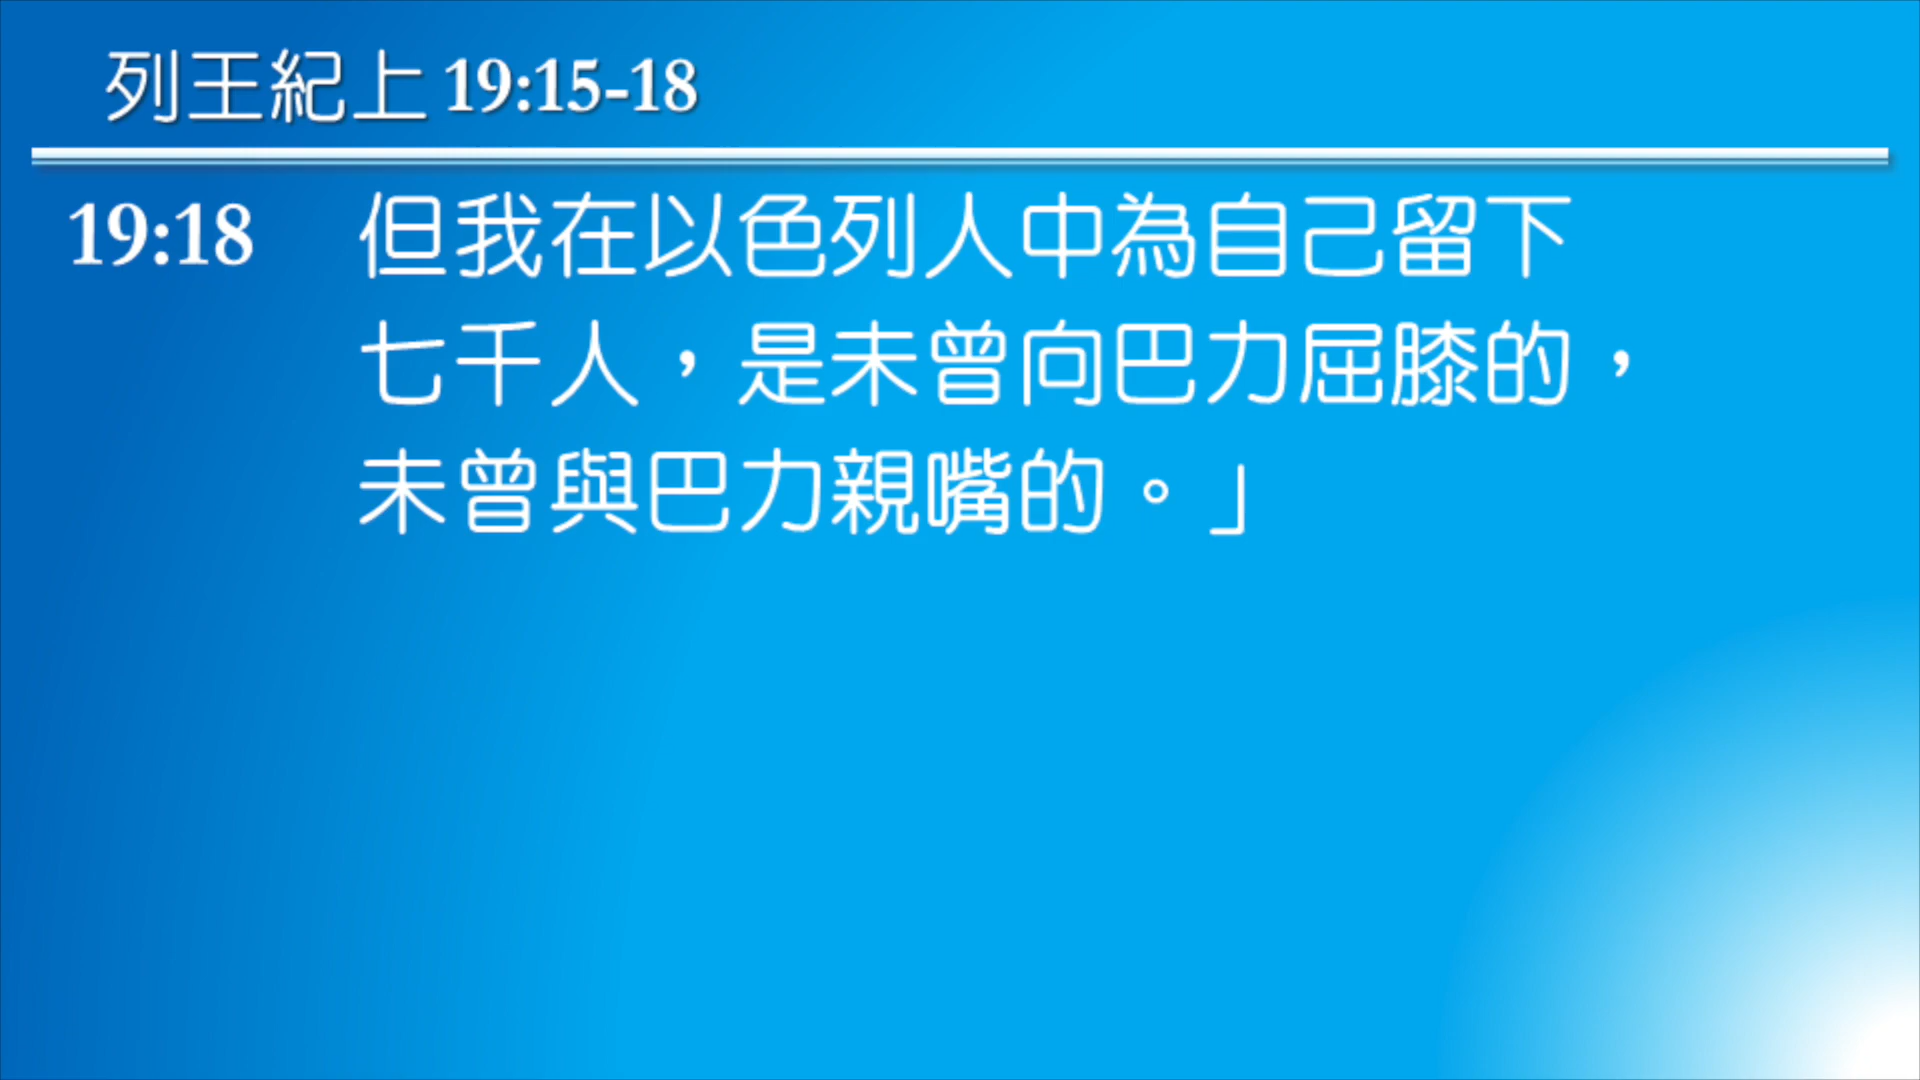 列王紀上 19:15-18
19:18 但我在以色列人中為自己留下
七千人，是未曾向巴力屈膝的，
未曾與巴力親嘴的。」